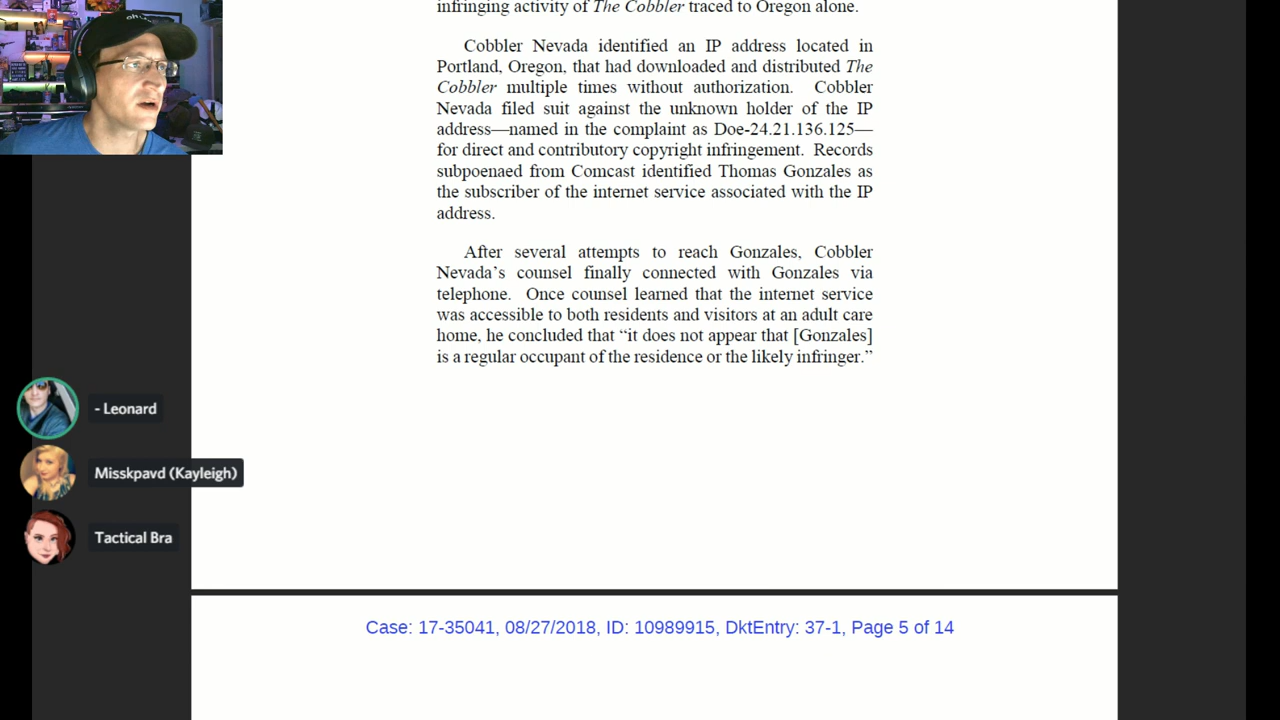 infringing activity of The Cobbler traced to Oregon alone.
Cobbler Nevada identified an IP address located in
Portland, Oregon, that had downloaded and distributed The
Cobbler multiple times without authorization. Cobbler
Nevada filed suit against the unknown holder of the IP
address—named in the complaint as Doe-24.21.136.125—
for direct and contributory copyright infringement. Records
subpoenaed from Comcast identified Thomas Gonzales as
the subscriber of the internet service associated with the IP
address.
After several attempts to reach Gonzales, Cobbler
Nevada’s counsel finally connected with Gonzales via
telephone. Once counsel learned that the internet service
was accessible to both residents and visitors at an adult care
home, he concluded that “it does not appear that [Gonzales]
is a regular occupant of the residence or the likely infringer.”
- Leonard
Misskpavd (Kayleigh)
Tactical Bra
Case: 17-35041, 08/27/2018, ID: 10989915, DktEntry: 37-1, Page 5 of 14